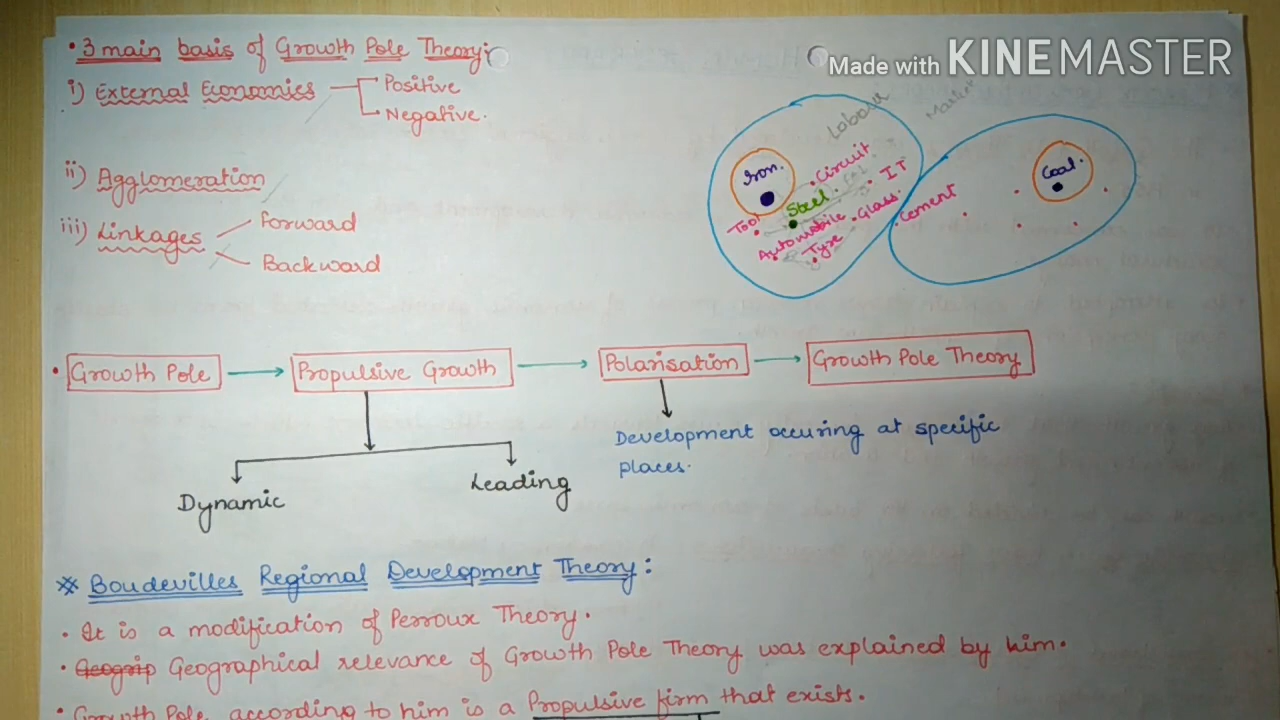 Made with KINEMASTER
• 3 main basis of Growth Pole Theory:
i) External Economies
Positive
Negative.
ii) Agglomeration
iii) Linkages
Forward
Backward
Labour
Market
Iron.
Circuit
I.T
Steel
Tool
Automobile
Glass.
Tyre
Cement
Coal.
• Growth Pole → Propulsive Growth → Polarisation → Growth Pole Theory
Development occuring at specific
places.
Dynamic
Leading
※ Boudevilles Regional Development Theory:
• It is a modification of Perroux Theory.
• Geogrip Geographical relevance of Growth Pole Theory was explained by him.
• Growth Pole according to him is a Propulsive firm that exists.